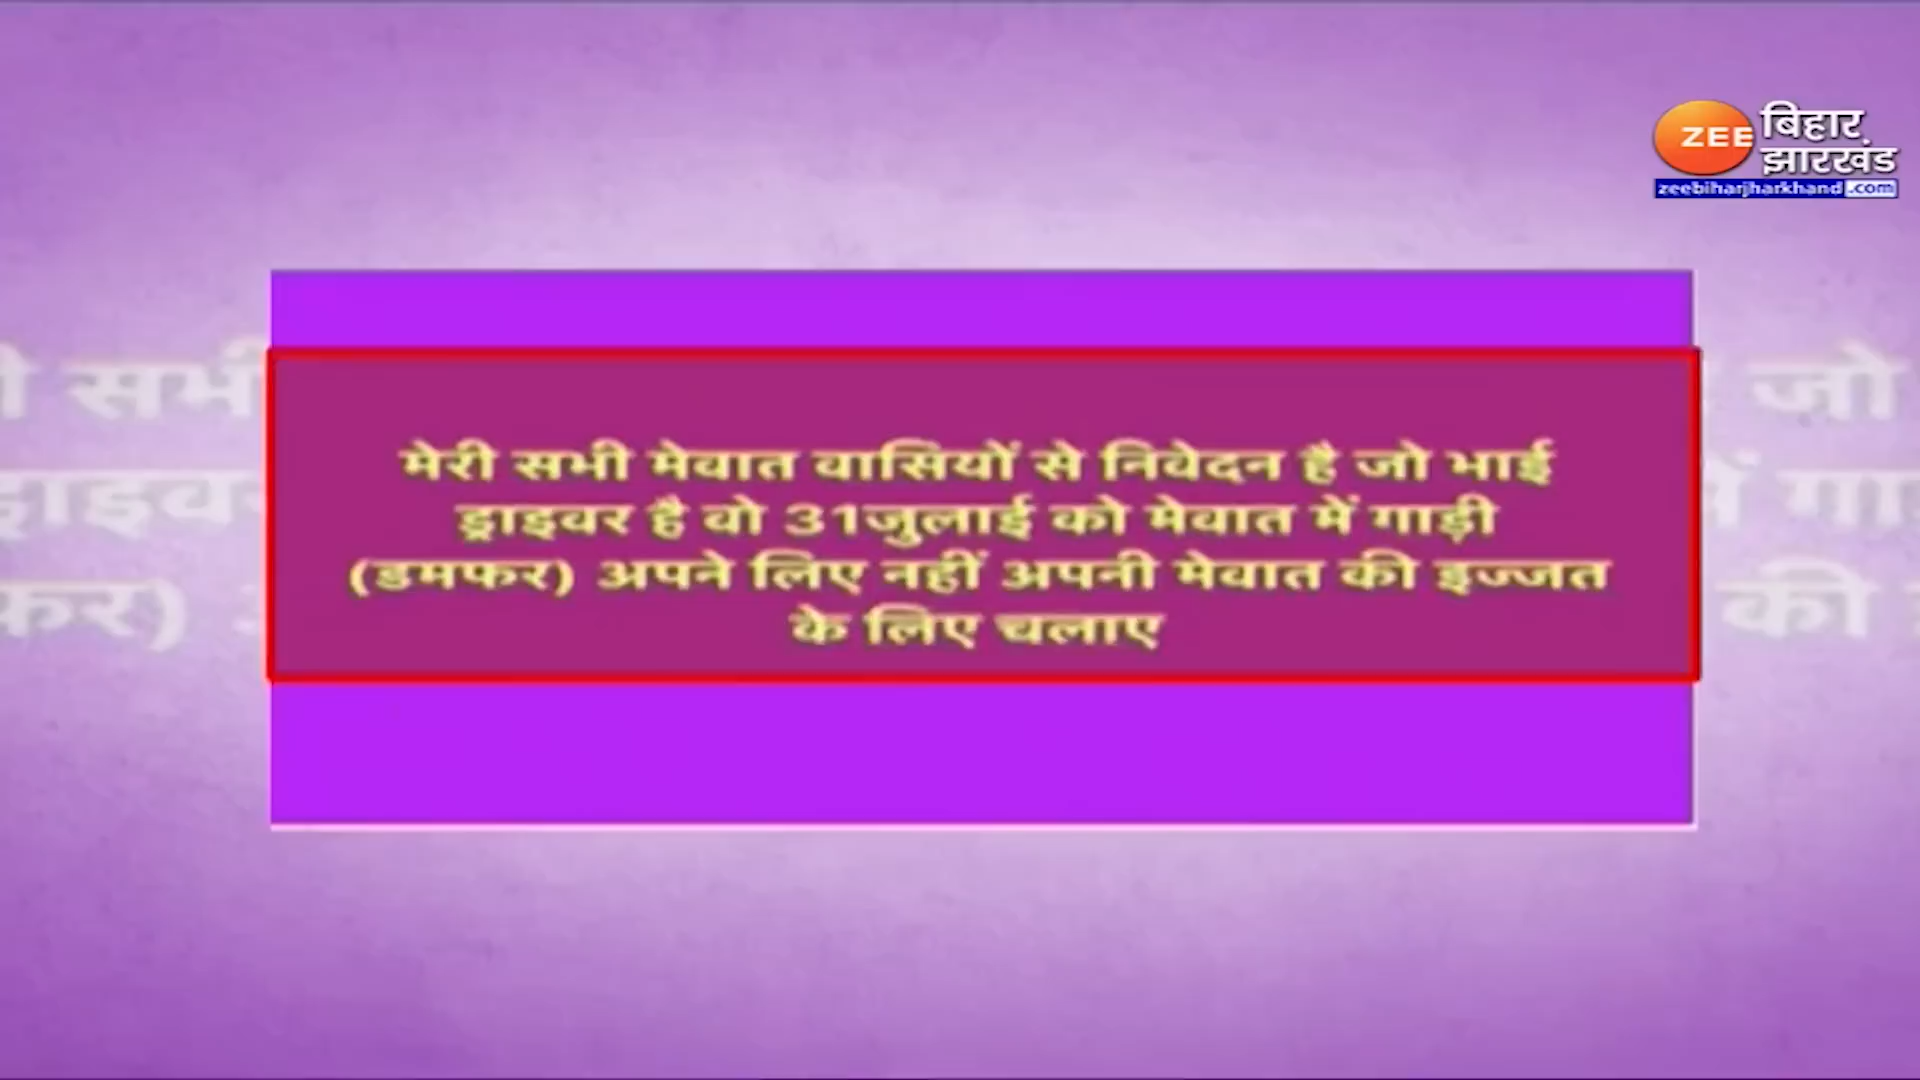 ZEE बिहार झारखंड
zeebiharjharkhand.com
मेरी सभी मेवात वासियों से निवेदन है जो भाई
ड्राइवर है वो 31जुलाई को मेवात में गाड़ी
(डमफर) अपने लिए नहीं अपनी मेवात की इज्जत
के लिए चलाए